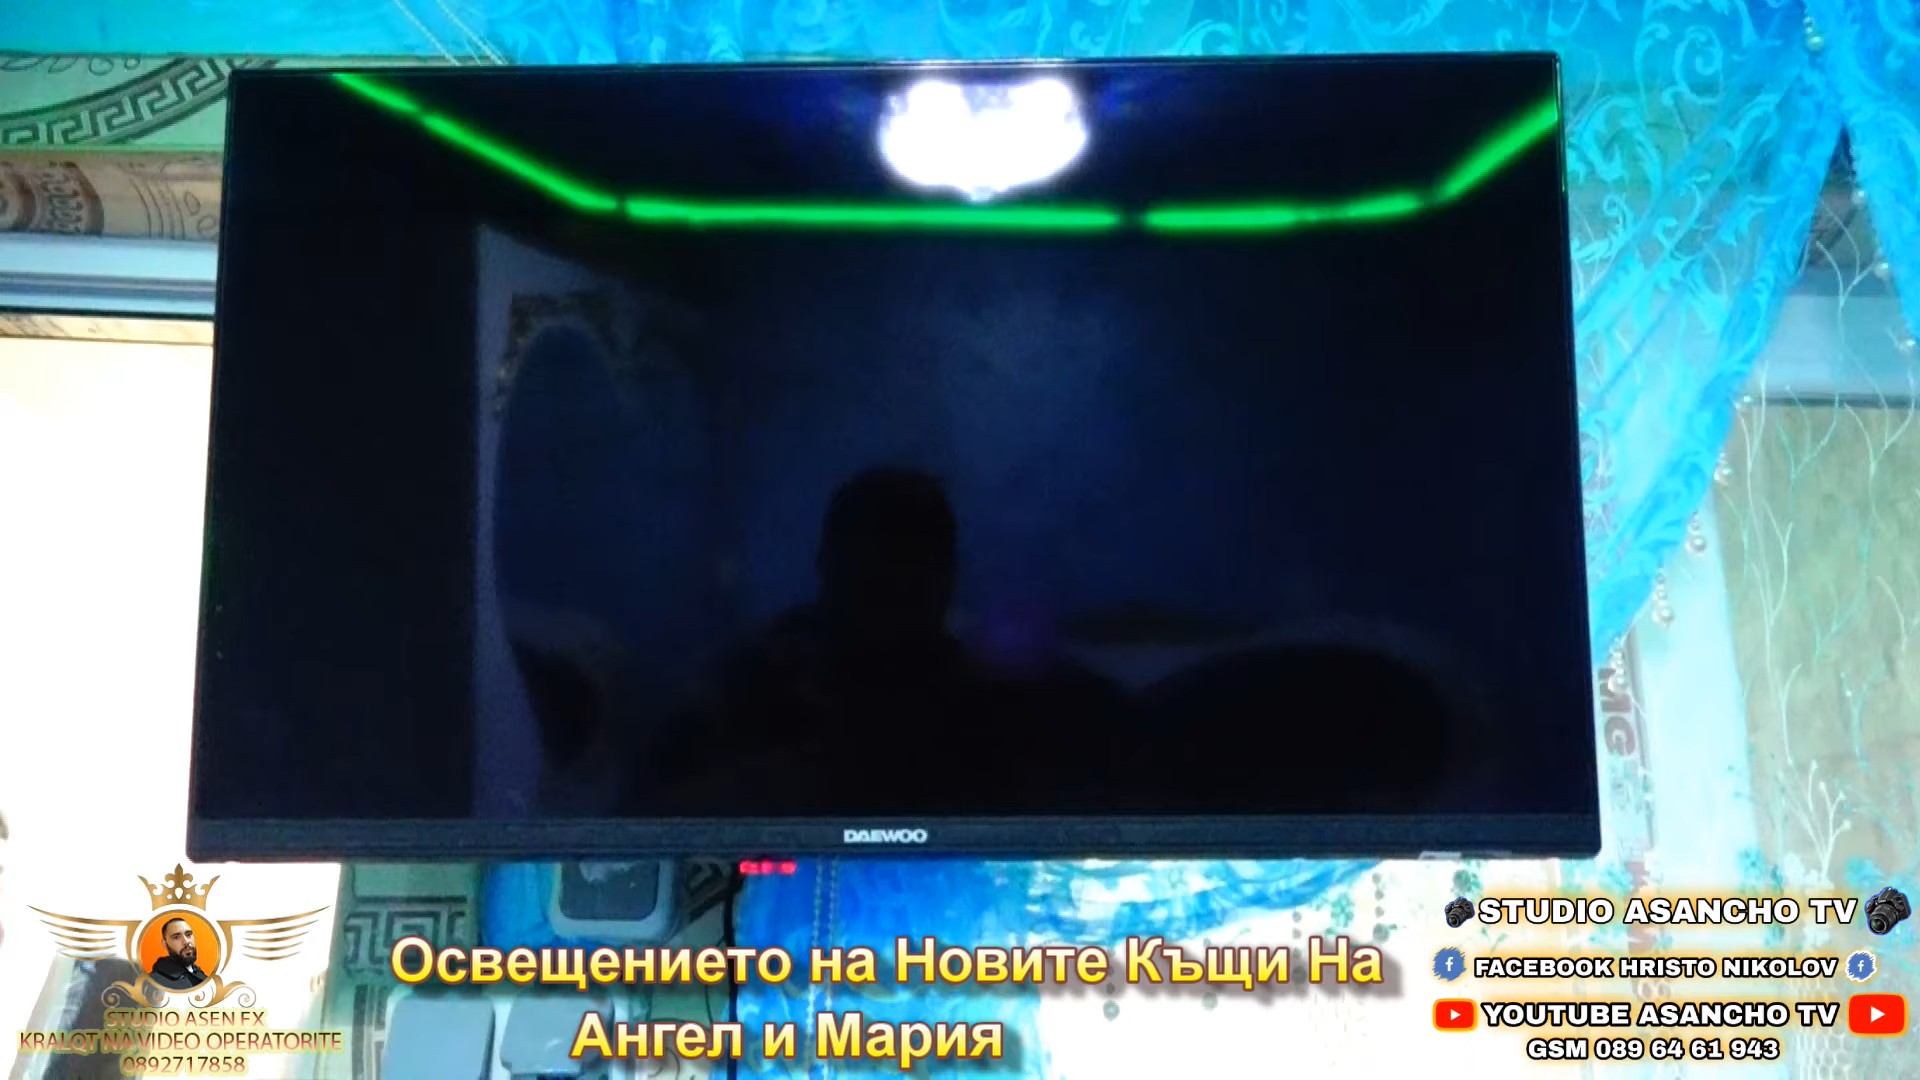 DAEWOO
Освещението на Новите Къщи На
Ангел и Мария
STUDIO ASEN FX
KRALQT NA VIDEO OPERATORITE
0892717858
STUDIO ASANCHO TV
FACEBOOK HRISTO NIKOLOV
YOUTUBE ASANCHO TV
GSM 089 64 61 943